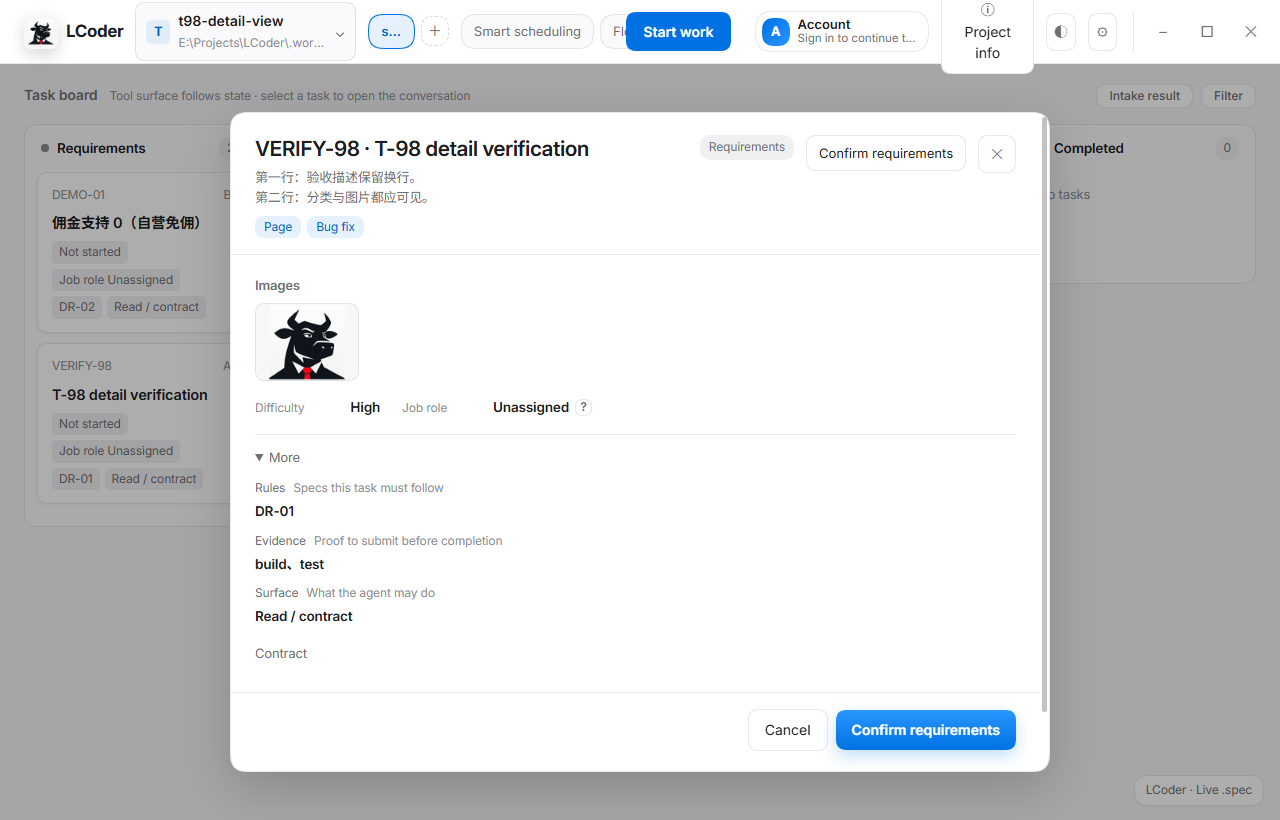 LCoder
T
t98-detail-view
E:\Projects\LCoder\.wor...
s...
+
Smart scheduling
Start work
A
Account
Sign in to continue t...
Project
info
Task board
Tool surface follows state · select a task to open the conversation
Intake result
Filter
Requirements
DEMO-01
佣金支持 0（自营免佣）
Not started
Job role Unassigned
DR-02
Read / contract
VERIFY-98
T-98 detail verification
Not started
Job role Unassigned
DR-01
Read / contract
Completed
0
tasks
VERIFY-98 · T-98 detail verification
Requirements
Confirm requirements
第一行：验收描述保留换行。
第二行：分类与图片都应可见。
Page
Bug fix
Images
Difficulty
High
Job role
Unassigned
?
More
Rules
Specs this task must follow
DR-01
Evidence
Proof to submit before completion
build、test
Surface
What the agent may do
Read / contract
Contract
Cancel
Confirm requirements
LCoder · Live .spec